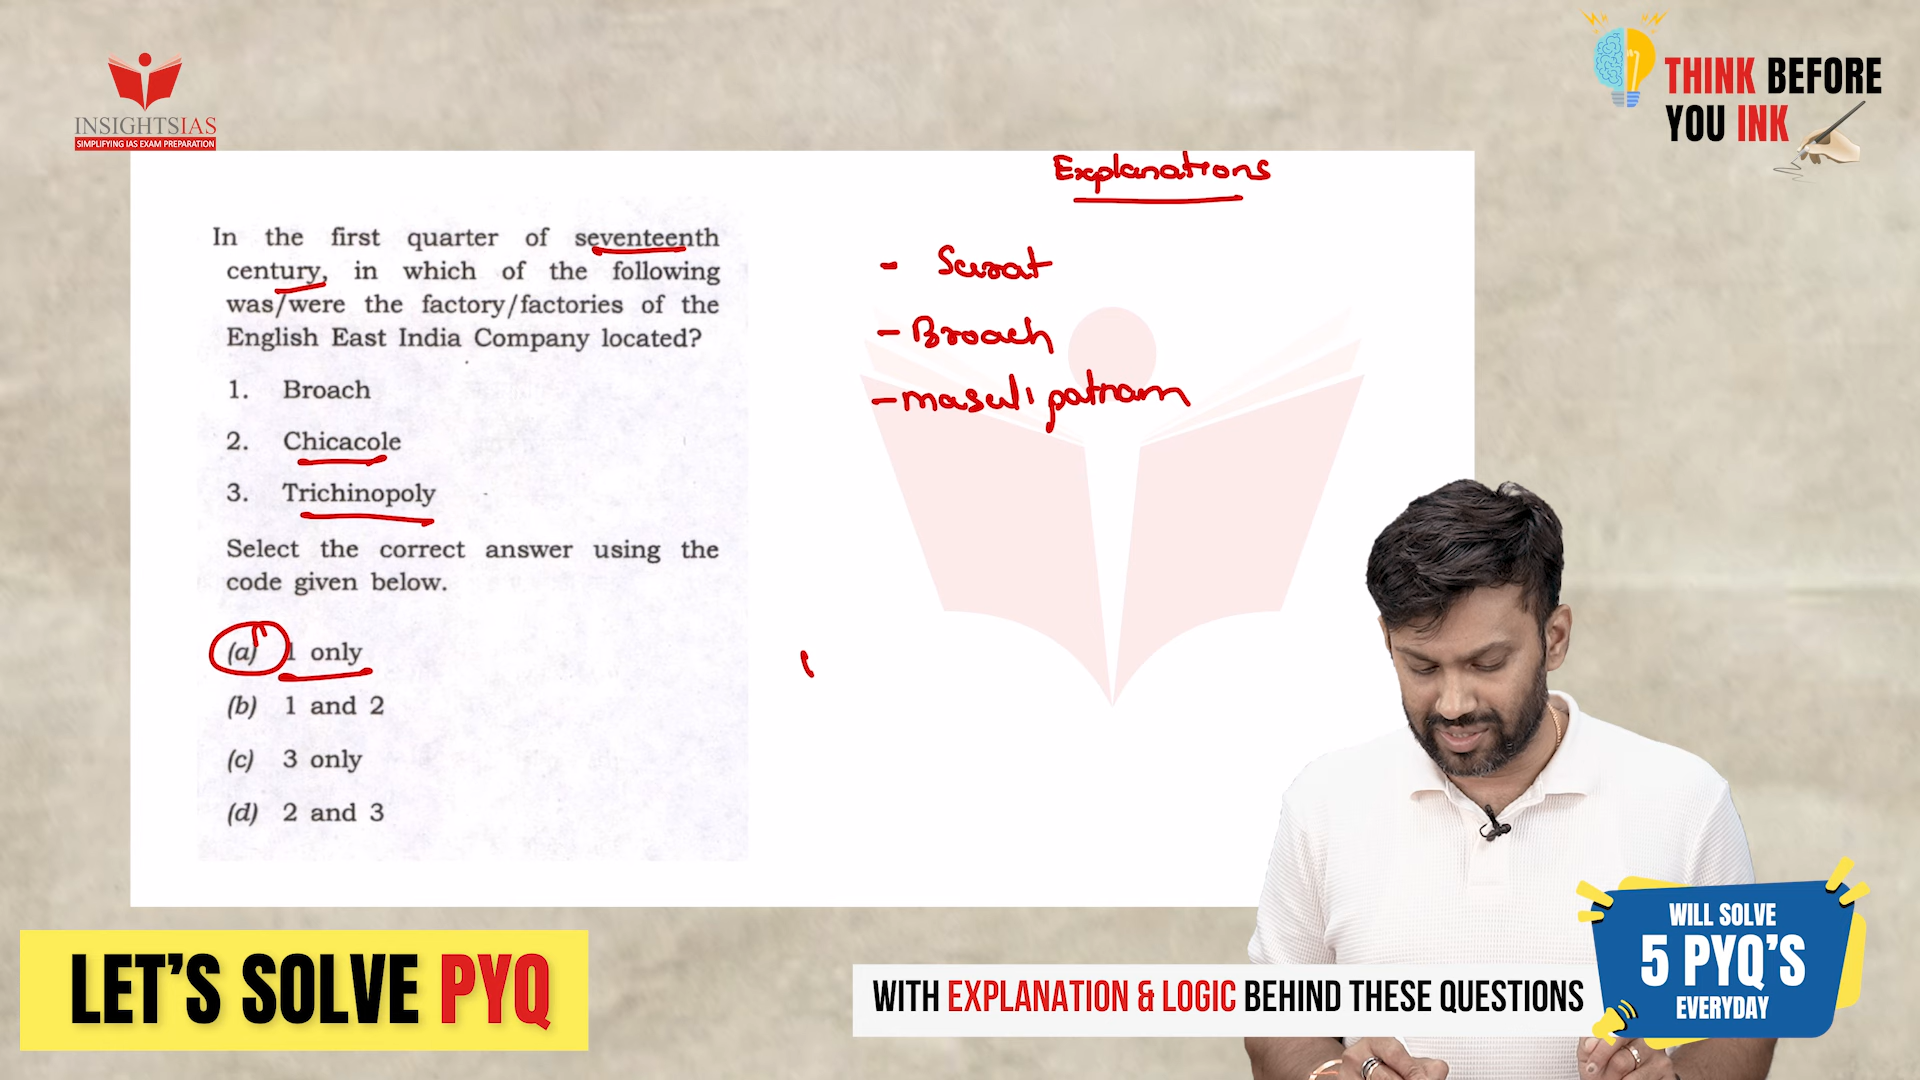 INSIGHTSIAS
SIMPLIFYING IAS EXAM PREPARATION
THINK BEFORE
YOU INK
In the first quarter of seventeenth
century, in which of the following
was/were the factory/factories of the
English East India Company located?
1. Broach
2. Chicacole
3. Trichinopoly
Select the correct answer using the
code given below.
(a) 1 only
(b) 1 and 2
(c) 3 only
(d) 2 and 3
Explanations
- Surat
- Broach
- masulipatnam
LET'S SOLVE PYQ
WITH EXPLANATION & LOGIC BEHIND THESE QUESTIONS
WILL SOLVE
5 PYQ'S
EVERYDAY